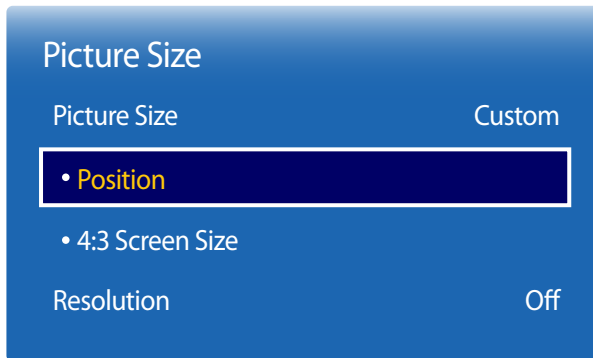 Picture Size
Picture Size Custom
• Position
• 4:3 Screen Size
Resolution Off